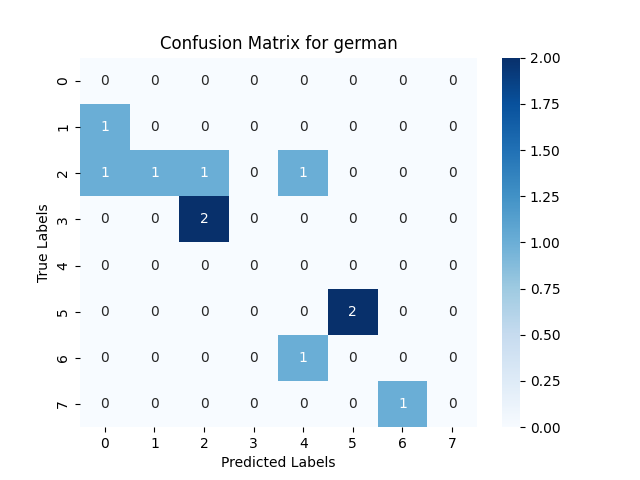 Confusion Matrix for german
0 0 0 0 0 0 0 0 0
1 1 0 0 0 0 0 0 0
2 1 1 1 0 1 0 0 0
3 0 0 2 0 0 0 0 0
4 0 0 0 0 0 0 0 0
5 0 0 0 0 0 2 0 0
6 0 0 0 0 1 0 0 0
7 0 0 0 0 0 0 1 0
0 1 2 3 4 5 6 7
Predicted Labels
True Labels
2.00
1.75
1.50
1.25
1.00
0.75
0.50
0.25
0.00